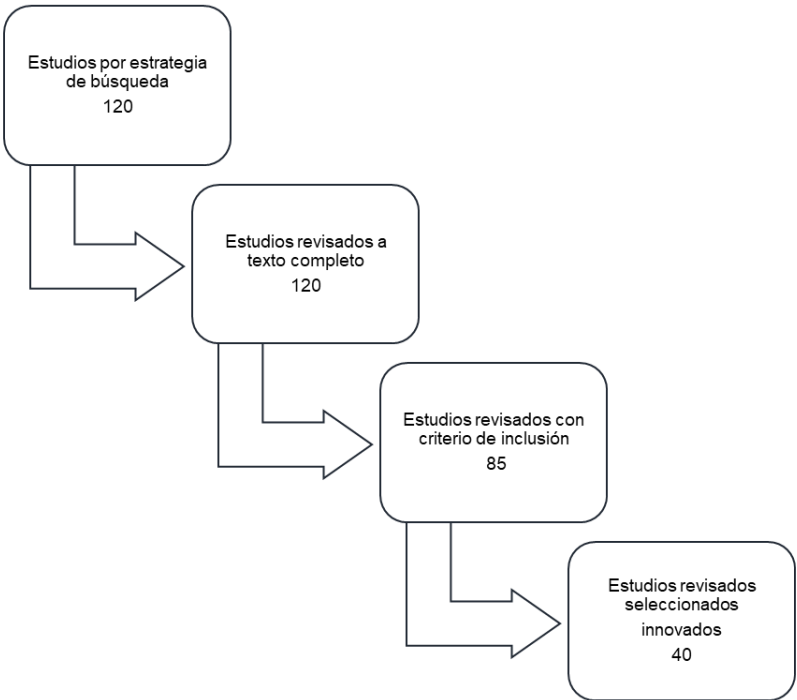 Estudios por estrategia
de búsqueda
120
Estudios revisados a
texto completo
120
Estudios revisados con
criterio de inclusión
85
Estudios revisados
seleccionados
innovados
40